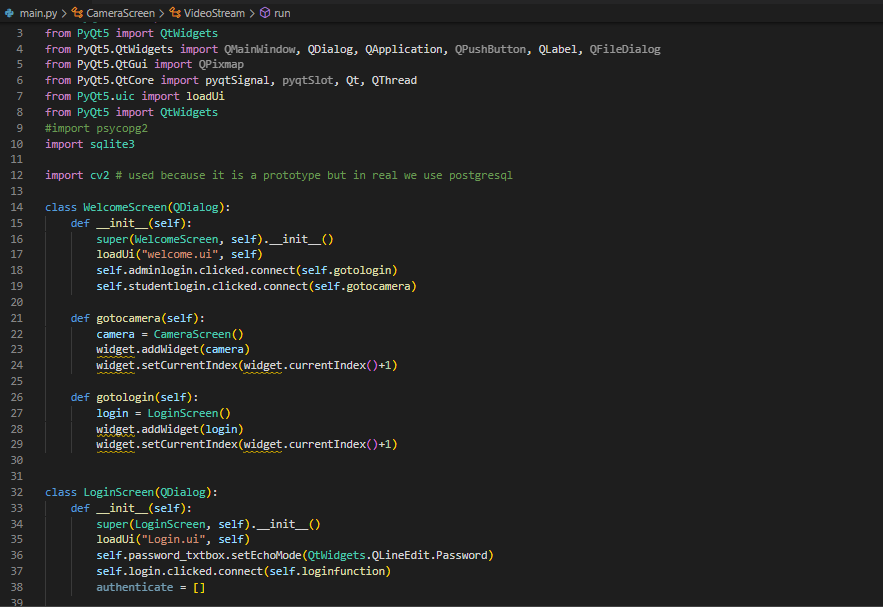 main.py > CameraScreen > VideoStream > run
3 from PyQt5 import QtWidgets
4 from PyQt5.QtWidgets import QMainWindow, QDialog, QApplication, QPushButton, QLabel, QFileDialog
5 from PyQt5.QtGui import QPixmap
6 from PyQt5.QtCore import pyqtSignal, pyqtSlot, Qt, QThread
7 from PyQt5.uic import loadUi
8 from PyQt5 import QtWidgets
9 #import psycopg2
10 import sqlite3
11
12 import cv2 # used because it is a prototype but in real we use postgresql
13
14 class WelcomeScreen(QDialog):
15     def __init__(self):
16         super(WelcomeScreen, self).__init__()
17         loadUi("welcome.ui", self)
18         self.adminlogin.clicked.connect(self.gotologin)
19         self.studentlogin.clicked.connect(self.gotocamera)
20
21     def gotocamera(self):
22         camera = CameraScreen()
23         widget.addWidget(camera)
24         widget.setCurrentIndex(widget.currentIndex()+1)
25
26     def gotologin(self):
27         login = LoginScreen()
28         widget.addWidget(login)
29         widget.setCurrentIndex(widget.currentIndex()+1)
30
31
32 class LoginScreen(QDialog):
33     def __init__(self):
34         super(LoginScreen, self).__init__()
35         loadUi("Login.ui", self)
36         self.password_txtbox.setEchoMode(QtWidgets.QLineEdit.Password)
37         self.login.clicked.connect(self.loginfunction)
38         authenticate = []
39